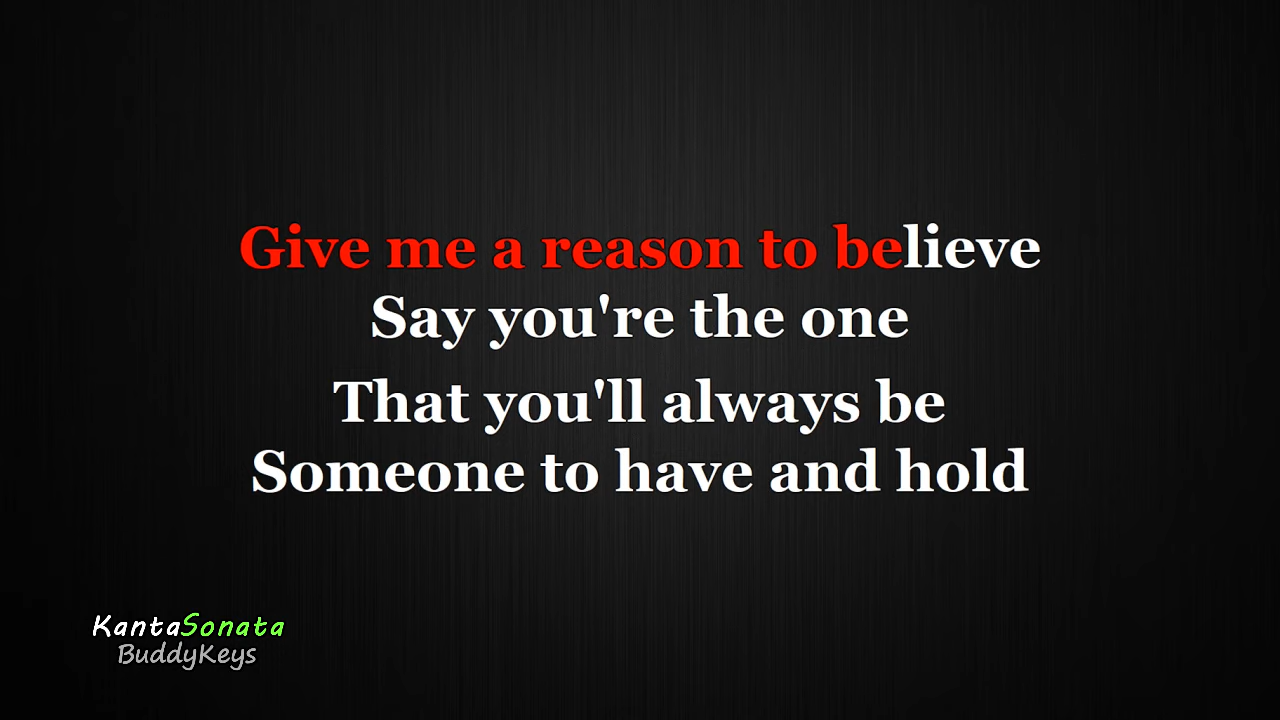 Give me a reason to believe
Say you're the one
That you'll always be
Someone to have and hold
KantaSonata
BuddyKeys